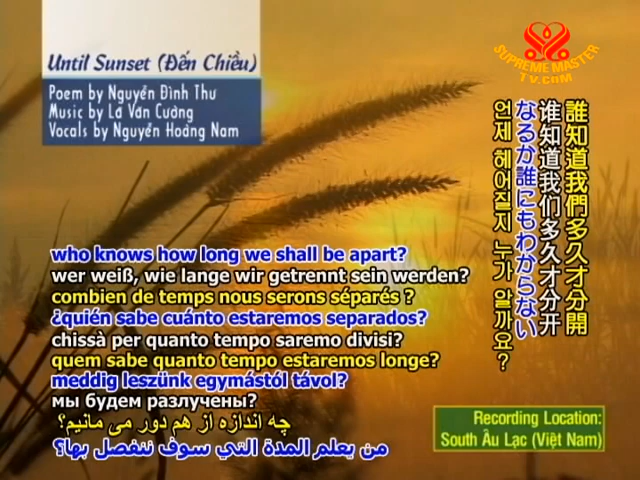 Until Sunset (Đến Chiều)
Poem by Nguyễn Đình Thư
Music by Lã Văn Cường
Vocals by Nguyễn Hoàng Nam
SUPREME MASTER
TV.COM
誰知道我們多久才分開
谁知道我们多久才分开
なるか誰にもわからない
언제 헤어질지 누가 알까요?
who knows how long we shall be apart?
wer weiß, wie lange wir getrennt sein werden?
combien de temps nous serons séparés ?
¿quién sabe cuánto estaremos separados?
chissà per quanto tempo saremo divisi?
quem sabe quanto tempo estaremos longe?
meddig leszünk egymástól távol?
мы будем разлучены?
چه اندازه از هم دور می مانیم؟
من يعلم المدة التي سوف ننفصل بها؟
Recording Location:
South Âu Lạc (Việt Nam)